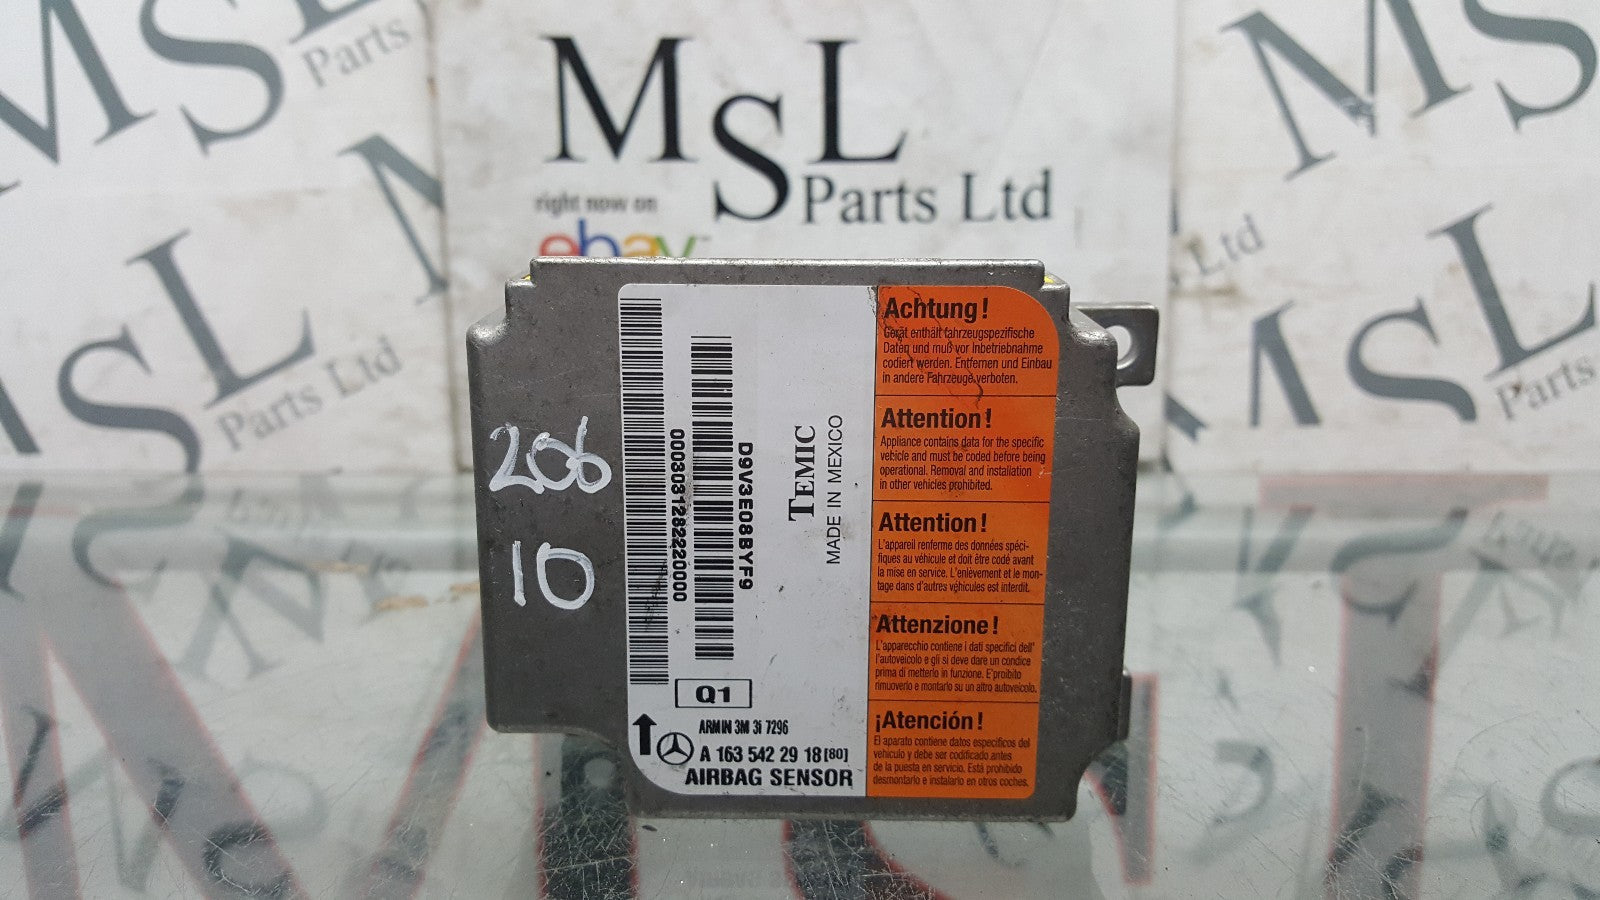 MSL
Parts Ltd
right now on
ebay
MSL
Parts Ltd
206
10
D9V3E08BYF9
00030312822220000
TEMIC
MADE IN MEXICO
Q1
ARMIN 3M 3i 7296
A 163 542 29 18 [80]
AIRBAG SENSOR
Achtung!
Gerät enthält fahrzeugspezifische
Daten und muß vor Inbetriebnahme
codiert werden. Entfernen und Einbau
in andere Fahrzeuge verboten.
Attention!
Appliance contains data for the specific
vehicle and must be coded before being
operational. Removal and installation
in other vehicles prohibited.
Attention!
L'appareil renferme des données spéci-
fiques au véhicule et doit être codé avant
la mise en service. L'enlèvement et le mon-
tage dans d'autres véhicules est interdit.
Attenzione!
L'apparecchio contiene i dati specifici dell'
l'autoveicolo e gli si deve dare un condice
prima di metterlo in funzione. E'proibito
rimuoverlo e montarlo su un altro autoveicolo.
¡Atención!
El aparato contiene datos especificos del
vehiculo y debe ser codificado antes
de la puesta en servicio. Está prohibido
desmontarlo e instalarlo en otros coches.